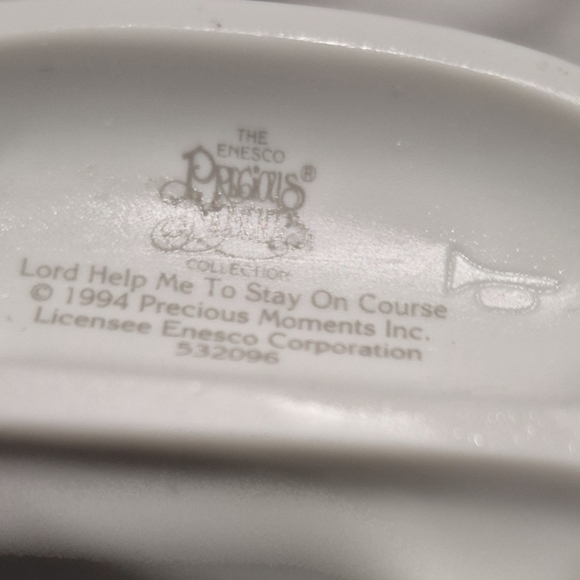 THE
ENESCO
Precious®
Moments
COLLECTION
Lord Help Me To Stay On Course
© 1994 Precious Moments Inc.
Licensee Enesco Corporation
532096